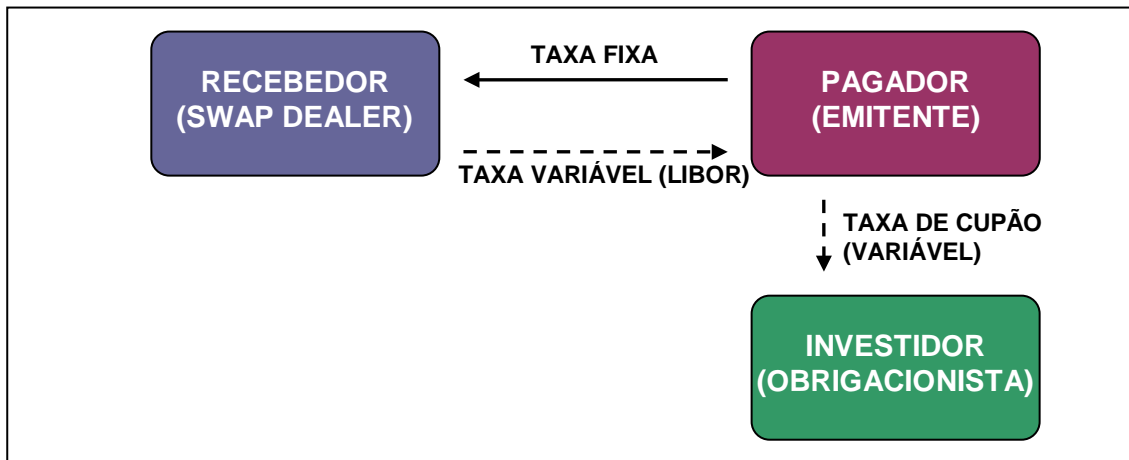 RECEBEDOR
(SWAP DEALER)
TAXA FIXA
PAGADOR
(EMITENTE)
TAXA VARIÁVEL (LIBOR)
TAXA DE CUPÃO
(VARIÁVEL)
INVESTIDOR
(OBRIGACIONISTA)